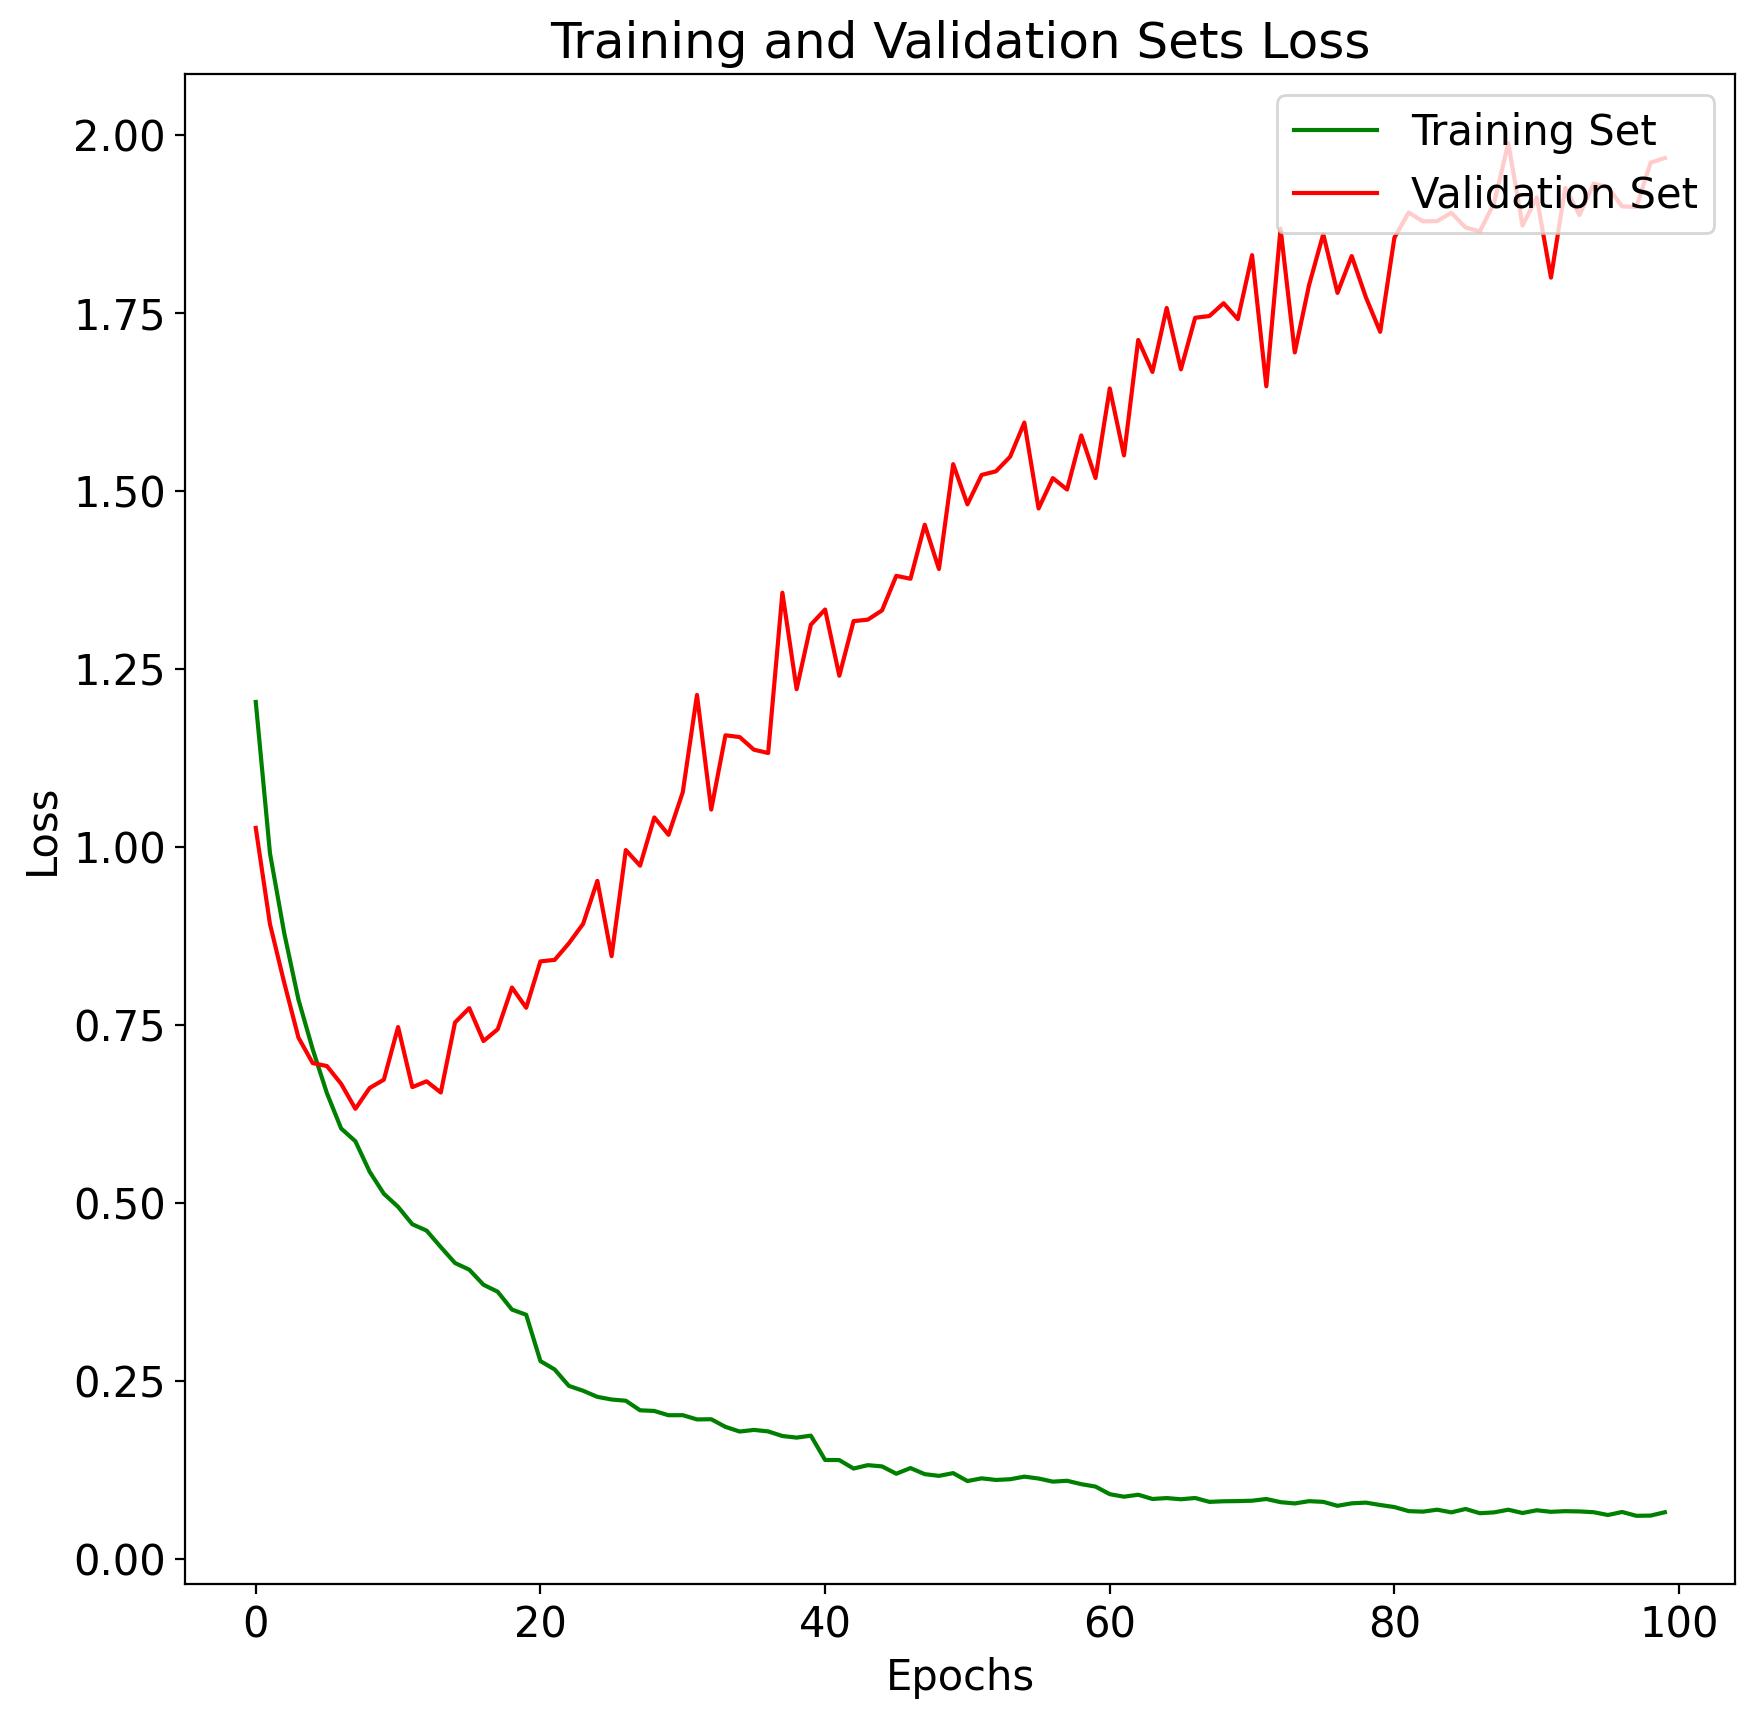 Training and Validation Sets Loss
Training Set
Validation Set
2.00
1.75
1.50
1.25
1.00
0.75
0.50
0.25
0.00
Loss
0 20 40 60 80 100
Epochs